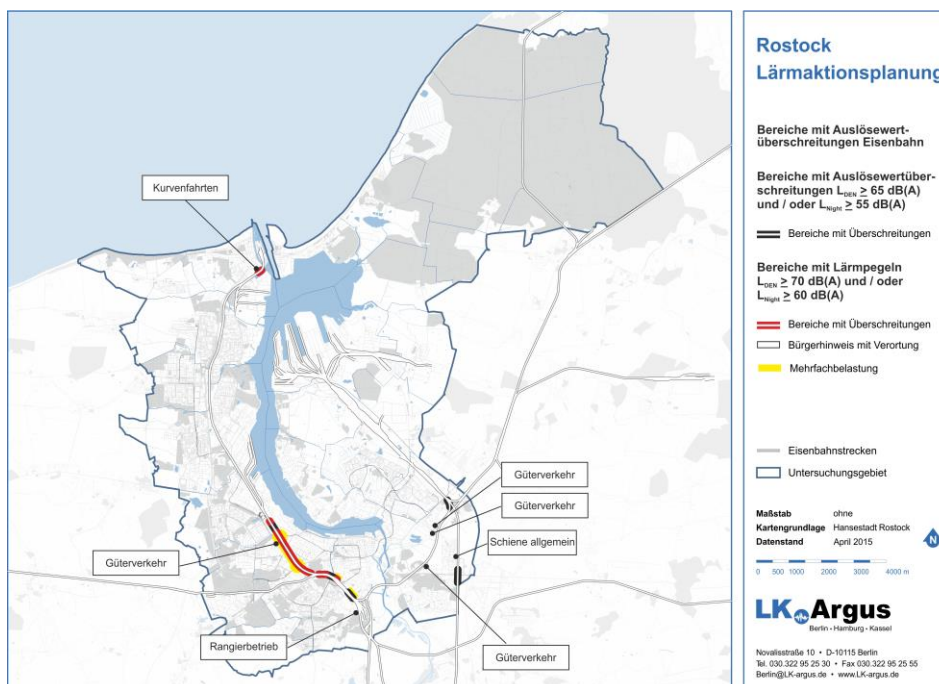 Kurvenfahrten
Güterverkehr
Güterverkehr
Schiene allgemein
Güterverkehr
Rangierbetrieb
Güterverkehr
Rostock
Lärmaktionsplanung
Bereiche mit Auslösewert-
überschreitungen Eisenbahn
Bereiche mit Auslösewertüber-
schreitungen L_DEN ≥ 65 dB(A)
und / oder L_Night ≥ 55 dB(A)
Bereiche mit Überschreitungen
Bereiche mit Lärmpegeln
L_DEN ≥ 70 dB(A) und / oder
L_Night ≥ 60 dB(A)
Bereiche mit Überschreitungen
Bürgerhinweis mit Verortung
Mehrfachbelastung
Eisenbahnstrecken
Untersuchungsgebiet
Maßstab ohne
Kartengrundlage Hansestadt Rostock
Datenstand April 2015
N
0 500 1000 2000 3000 4000 m
LK Argus
Berlin - Hamburg - Kassel
Novalisstraße 10 • D-10115 Berlin
Tel. 030.322 95 25 30 • Fax 030.322 95 25 55
Berlin@LK-argus.de • www.LK-argus.de